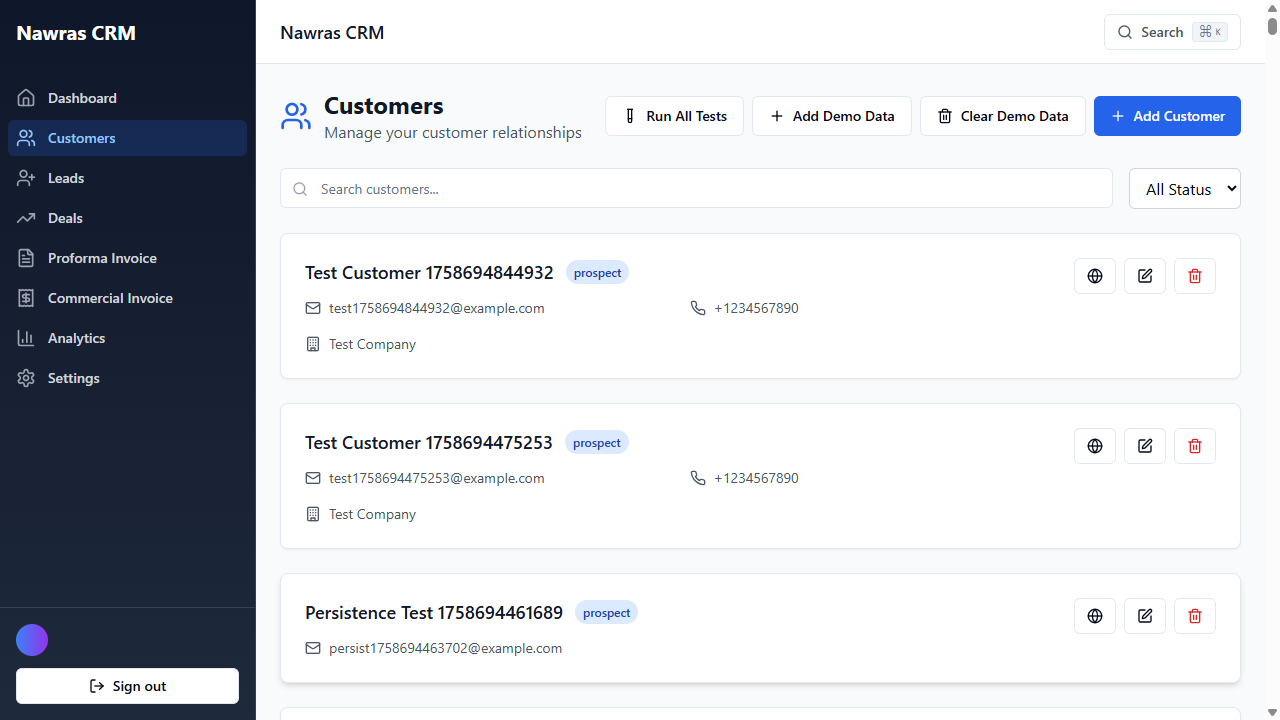 Nawras CRM
Dashboard
Customers
Leads
Deals
Proforma Invoice
Commercial Invoice
Analytics
Settings
Sign out
Nawras CRM
Search ⌘ K
Customers
Manage your customer relationships
Run All Tests
Add Demo Data
Clear Demo Data
Add Customer
Search customers...
All Status
Test Customer 1758694844932 prospect
test1758694844932@example.com +1234567890
Test Company
Test Customer 1758694475253 prospect
test1758694475253@example.com +1234567890
Test Company
Persistence Test 1758694461689 prospect
persist1758694463702@example.com